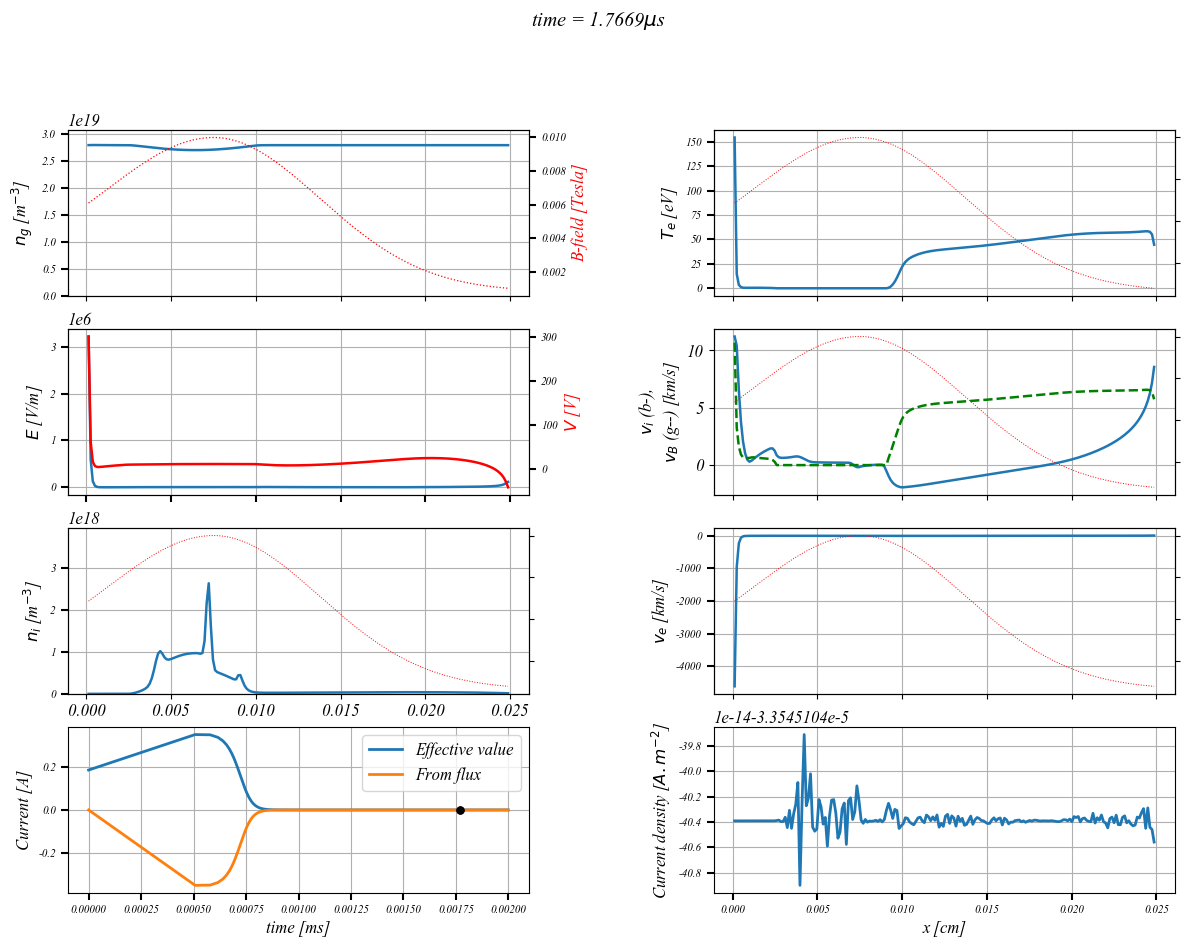 time = 1.7669μs
1e19
3.0
2.5
2.0
1.5
1.0
0.5
0.0
n_g [m⁻³]
0.010
0.008
0.006
0.004
0.002
B-field [Tesla]
150
125
100
75
50
25
0
T_e [eV]
1e6
3
2
1
0
E [V/m]
300
200
100
0
V [V]
10
5
0
v_i (b-),
v_B (g--) [km/s]
1e18
3
2
1
0
n_i [m⁻³]
0.000 0.005 0.010 0.015 0.020 0.025
0
-1000
-2000
-3000
-4000
v_e [km/s]
0.2
0.0
-0.2
Current [A]
Effective value
From flux
0.00000 0.00025 0.00050 0.00075 0.00100 0.00125 0.00150 0.00175 0.00200
time [ms]
1e-14-3.3545104e-5
-39.8
-40.0
-40.2
-40.4
-40.6
-40.8
Current density [A.m⁻²]
0.000 0.005 0.010 0.015 0.020 0.025
x [cm]